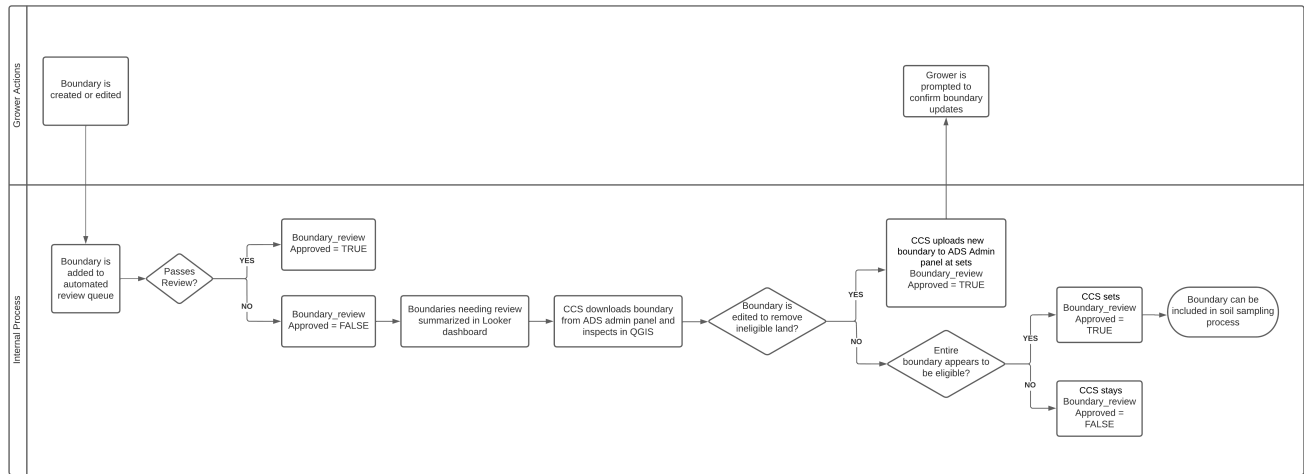 Grower Actions
Boundary is
created or edited
Grower is
prompted to
confirm boundary
updates
Internal Process
Boundary is
added to
automated
review queue
Passes
Review?
YES
Boundary_review
Approved = TRUE
NO
Boundary_review
Approved = FALSE
Boundaries needing review
summarized in Looker
dashboard
CCS downloads boundary
from ADS admin panel and
inspects in QGIS
Boundary is
edited to remove
ineligible land?
YES
CCS uploads new
boundary to ADS Admin
panel at sets
Boundary_review
Approved = TRUE
NO
Entire
boundary appears to
be eligible?
YES
CCS sets
Boundary_review
Approved =
TRUE
Boundary can be
included in soil sampling
process
NO
CCS stays
Boundary_review
Approved =
FALSE